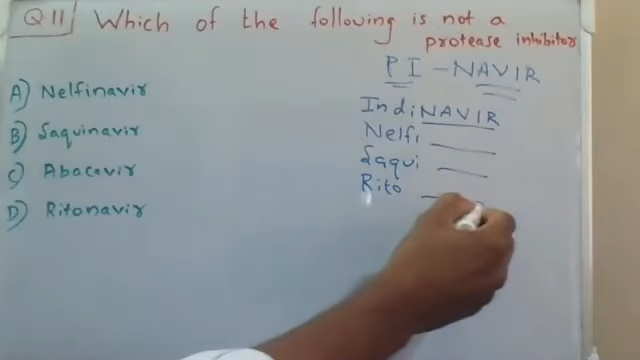 Q11 Which of the following is not a
protease inhibitor
A) Nelfinavir
B) Saquinavir
C) Abacavir
D) Ritonavir
PI - NAVIR
IndiNAVIR
Nelfi
Saqui
Rito